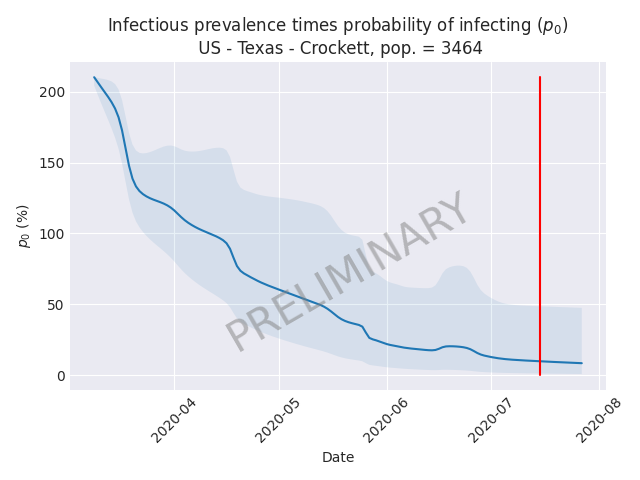 Infectious prevalence times probability of infecting (p₀)
US - Texas - Crockett, pop. = 3464
200
150
100
50
0
p₀ (%)
PRELIMINARY
2020-04
2020-05
2020-06
2020-07
2020-08
Date